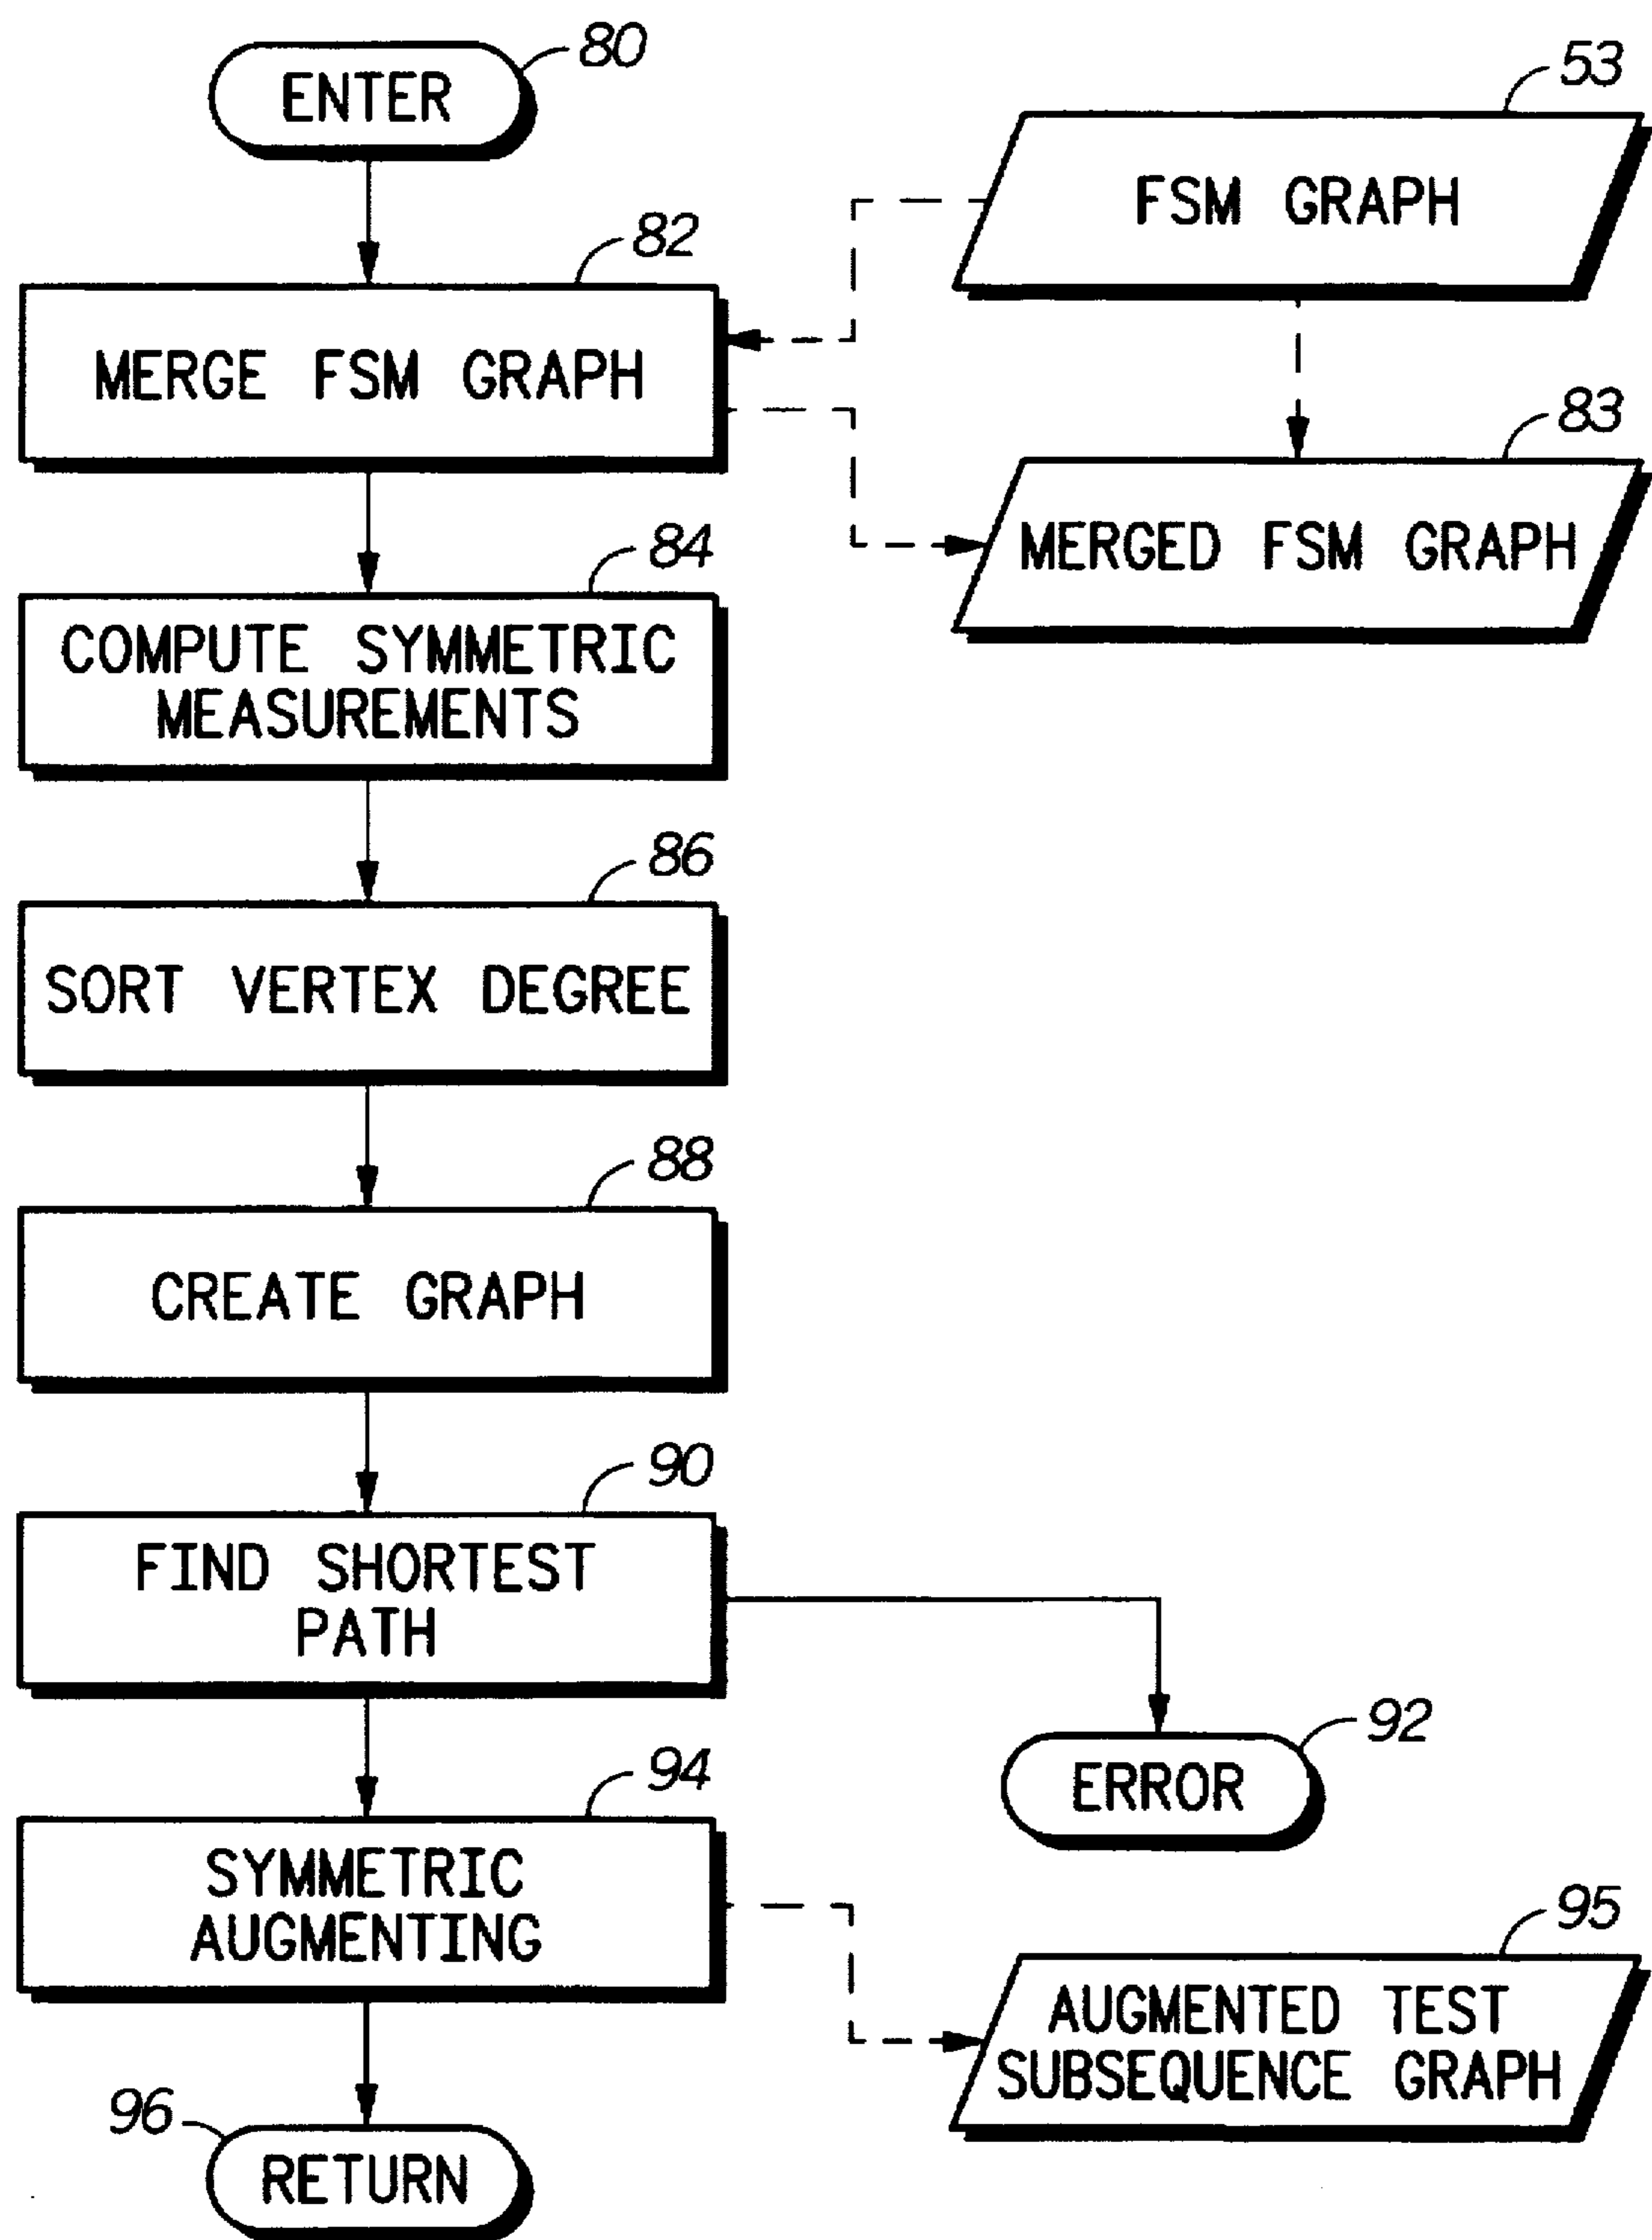 80
ENTER
53
FSM GRAPH
82
MERGE FSM GRAPH
83
MERGED FSM GRAPH
84
COMPUTE SYMMETRIC
MEASUREMENTS
86
SORT VERTEX DEGREE
88
CREATE GRAPH
90
FIND SHORTEST
PATH
92
ERROR
94
SYMMETRIC
AUGMENTING
95
AUGMENTED TEST
SUBSEQUENCE GRAPH
96
RETURN